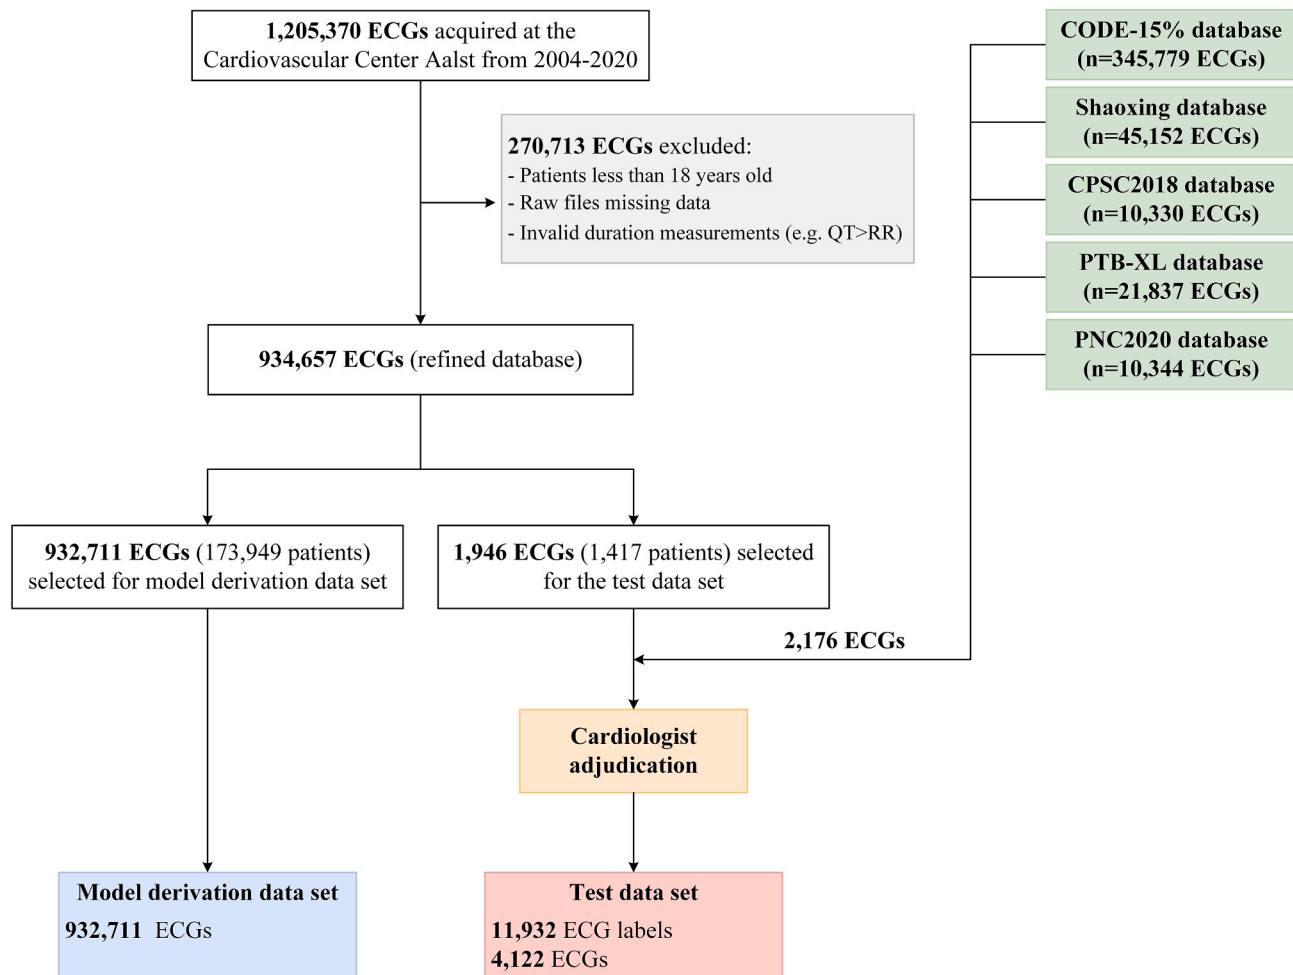 1,205,370 ECGs acquired at the
Cardiovascular Center Aalst from 2004-2020
270,713 ECGs excluded:
- Patients less than 18 years old
- Raw files missing data
- Invalid duration measurements (e.g. QT>RR)
934,657 ECGs (refined database)
932,711 ECGs (173,949 patients)
selected for model derivation data set
1,946 ECGs (1,417 patients) selected
for the test data set
CODE-15% database
(n=345,779 ECGs)
Shaoxing database
(n=45,152 ECGs)
CPSC2018 database
(n=10,330 ECGs)
PTB-XL database
(n=21,837 ECGs)
PNC2020 database
(n=10,344 ECGs)
2,176 ECGs
Cardiologist
adjudication
Model derivation data set
932,711 ECGs
Test data set
11,932 ECG labels
4,122 ECGs